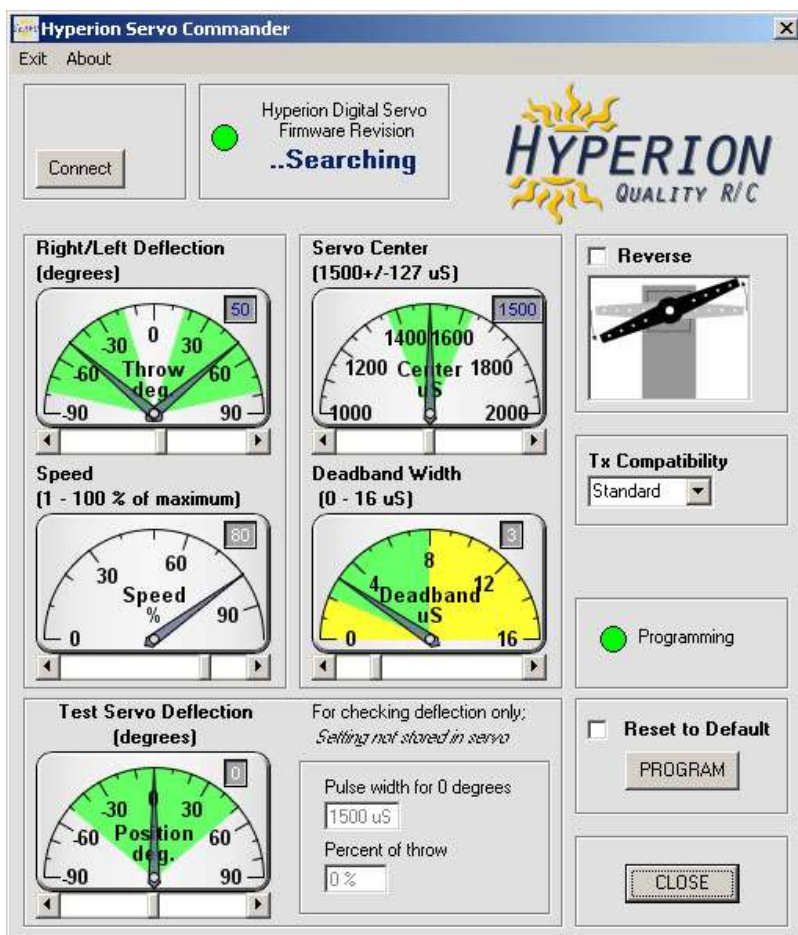 Hyperion Servo Commander
Exit About
Connect
Hyperion Digital Servo
Firmware Revision
..Searching
HYPERION
QUALITY R/C
Right/Left Deflection
(degrees)
50
-90 -60 -30 0 30 60 90
Throw
deg.
Servo Center
(1500+/-127 uS)
1500
1000 1200 1400 1600 1800 2000
Center
uS
Reverse
Speed
(1 - 100 % of maximum)
80
0 30 60 90
Speed
%
Deadband Width
(0 - 16 uS)
3
0 4 8 12 16
Deadband
uS
Tx Compatibility
Standard
Programming
Test Servo Deflection
(degrees)
0
-90 -60 -30 0 30 60 90
Position
deg.
For checking deflection only;
Setting not stored in servo
Pulse width for 0 degrees
1500 uS
Percent of throw
0 %
Reset to Default
PROGRAM
CLOSE